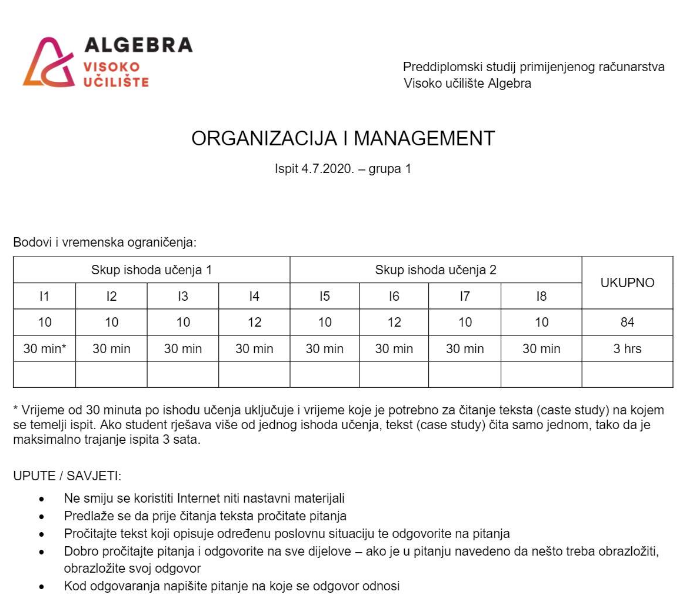 ALGEBRA
VISOKO
UČILIŠTE
Preddiplomski studij primijenjenog računarstva
Visoko učilište Algebra
ORGANIZACIJA I MANAGEMENT
Ispit 4.7.2020. – grupa 1
Bodovi i vremenska ograničenja:
Skup ishoda učenja 1 Skup ishoda učenja 2 UKUPNO
I1 I2 I3 I4 I5 I6 I7 I8
10 10 10 12 10 12 10 10 84
30 min* 30 min 30 min 30 min 30 min 30 min 30 min 30 min 3 hrs
* Vrijeme od 30 minuta po ishodu učenja uključuje i vrijeme koje je potrebno za čitanje teksta (caste study) na kojem
se temelji ispit. Ako student rješava više od jednog ishoda učenja, tekst (case study) čita samo jednom, tako da je
maksimalno trajanje ispita 3 sata.
UPUTE / SAVJETI:
• Ne smiju se koristiti Internet niti nastavni materijali
• Predlaže se da prije čitanja teksta pročitate pitanja
• Pročitajte tekst koji opisuje određenu poslovnu situaciju te odgovorite na pitanja
• Dobro pročitajte pitanja i odgovorite na sve dijelove – ako je u pitanju navedeno da nešto treba obrazložiti,
obrazložite svoj odgovor
• Kod odgovaranja napišite pitanje na koje se odgovor odnosi